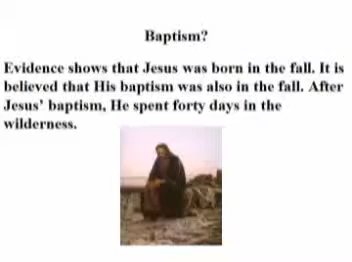 Baptism?
Evidence shows that Jesus was born in the fall. It is
believed that His baptism was also in the fall. After
Jesus' baptism, He spent forty days in the
wilderness.